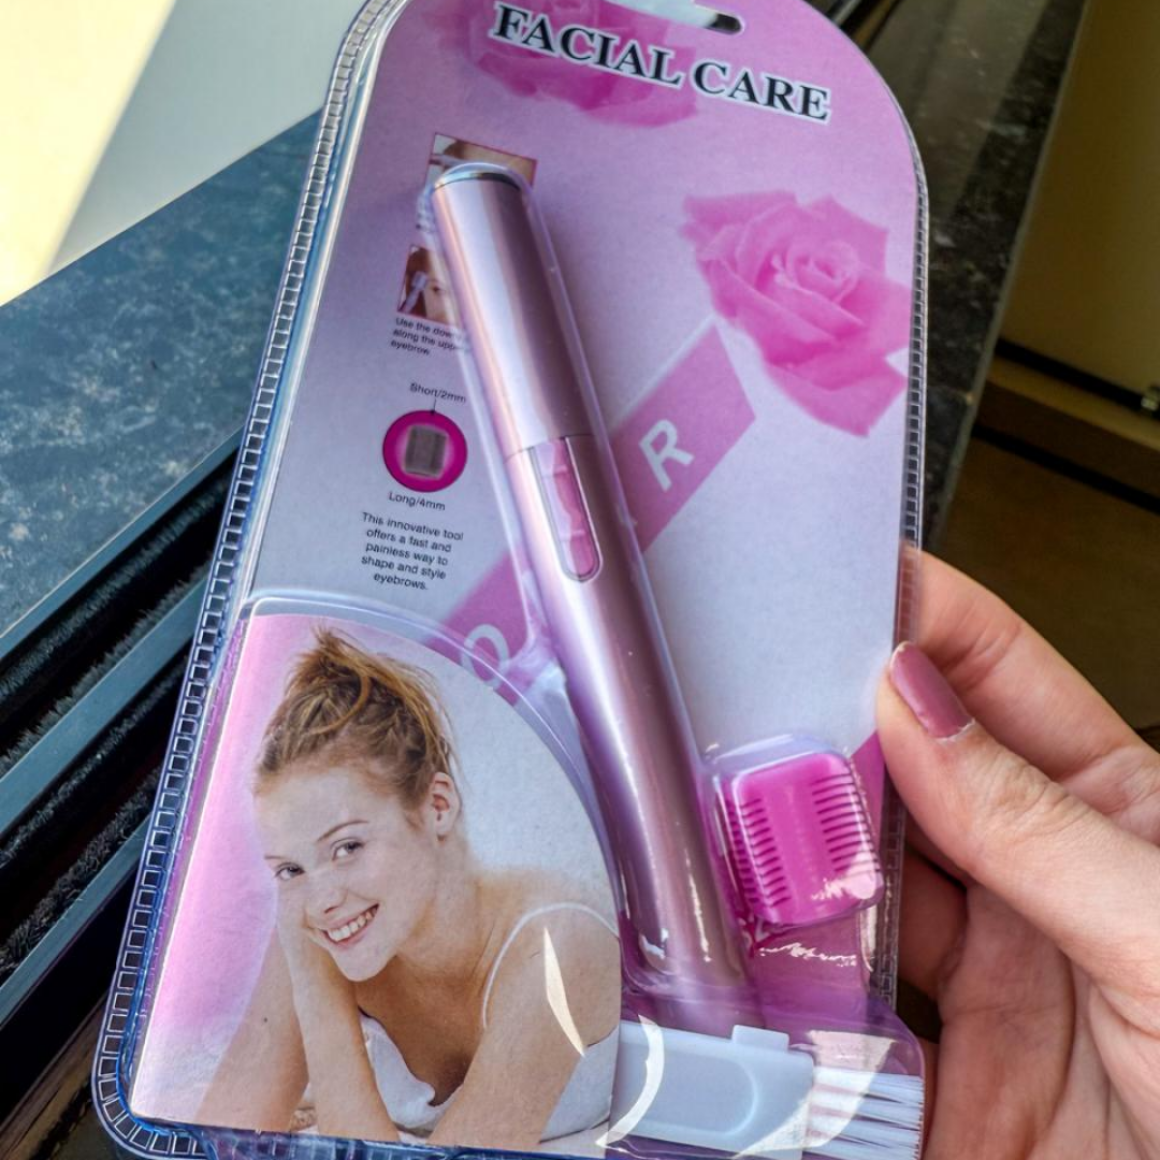 FACIAL CARE
Use the
along the upper
eyebrow
Short/2mm
Long/4mm
This innovative tool
offers a fast and
painless way to
shape and style
eyebrows.
R
O